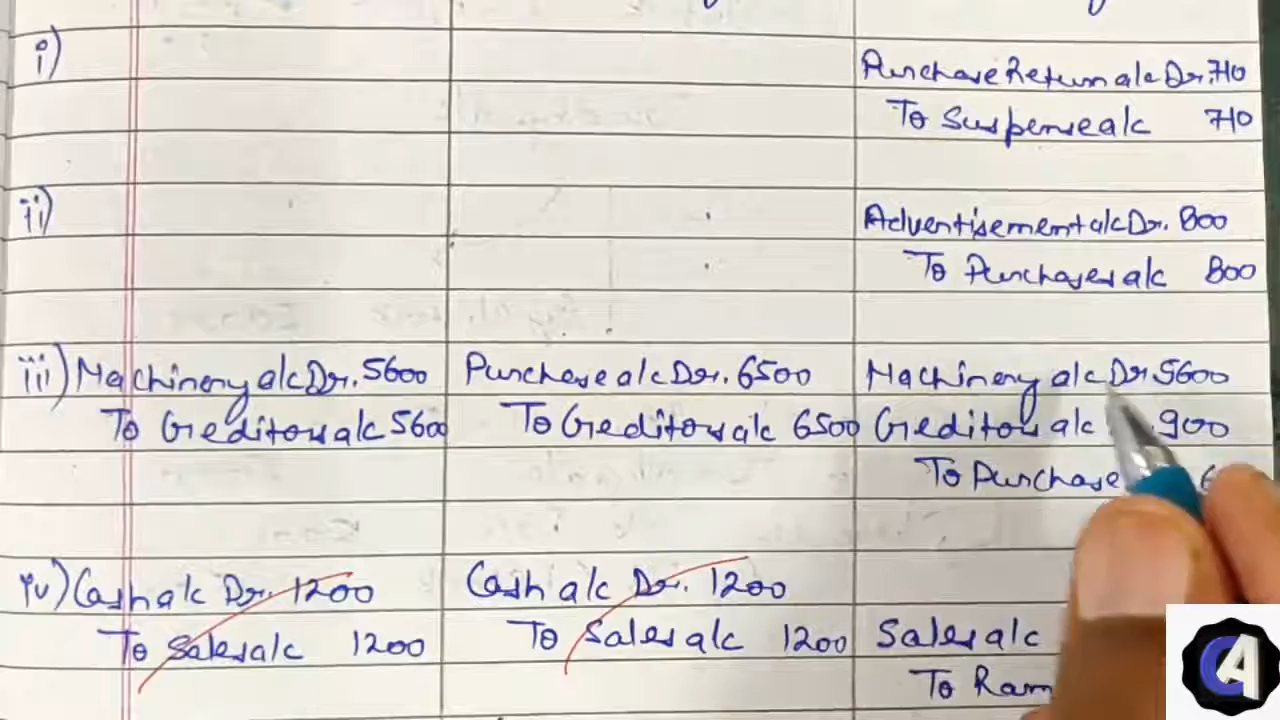 i)
Purchase Return a/c Dr. 710
To Suspense a/c 710
ii)
Advertisement a/c Dr. 800
To Purchases a/c 800
iii) Machinery a/c Dr. 5600 Purchase a/c Dr. 6500 Machinery a/c Dr 5600
To Creditors a/c 5600 To Creditors a/c 6500 Creditors a/c 900
To Purchase 6
iv) Cash a/c Dr. 1200 Cash a/c Dr. 1200
To Sales a/c 1200 To Sales a/c 1200 Sales a/c
To Ram
CA